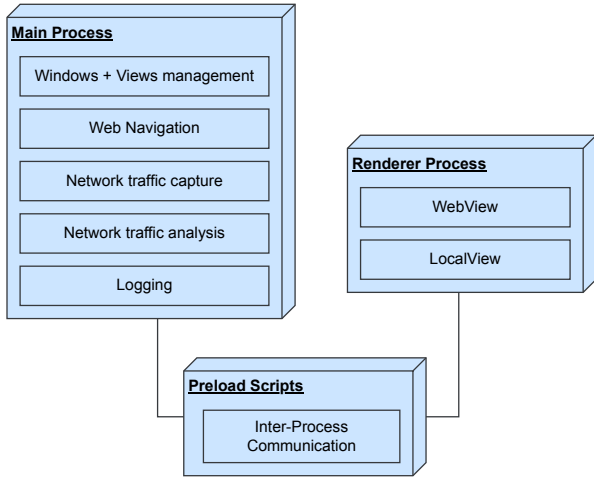 Main Process
Windows + Views management
Web Navigation
Network traffic capture
Network traffic analysis
Logging
Renderer Process
WebView
LocalView
Preload Scripts
Inter-Process
Communication